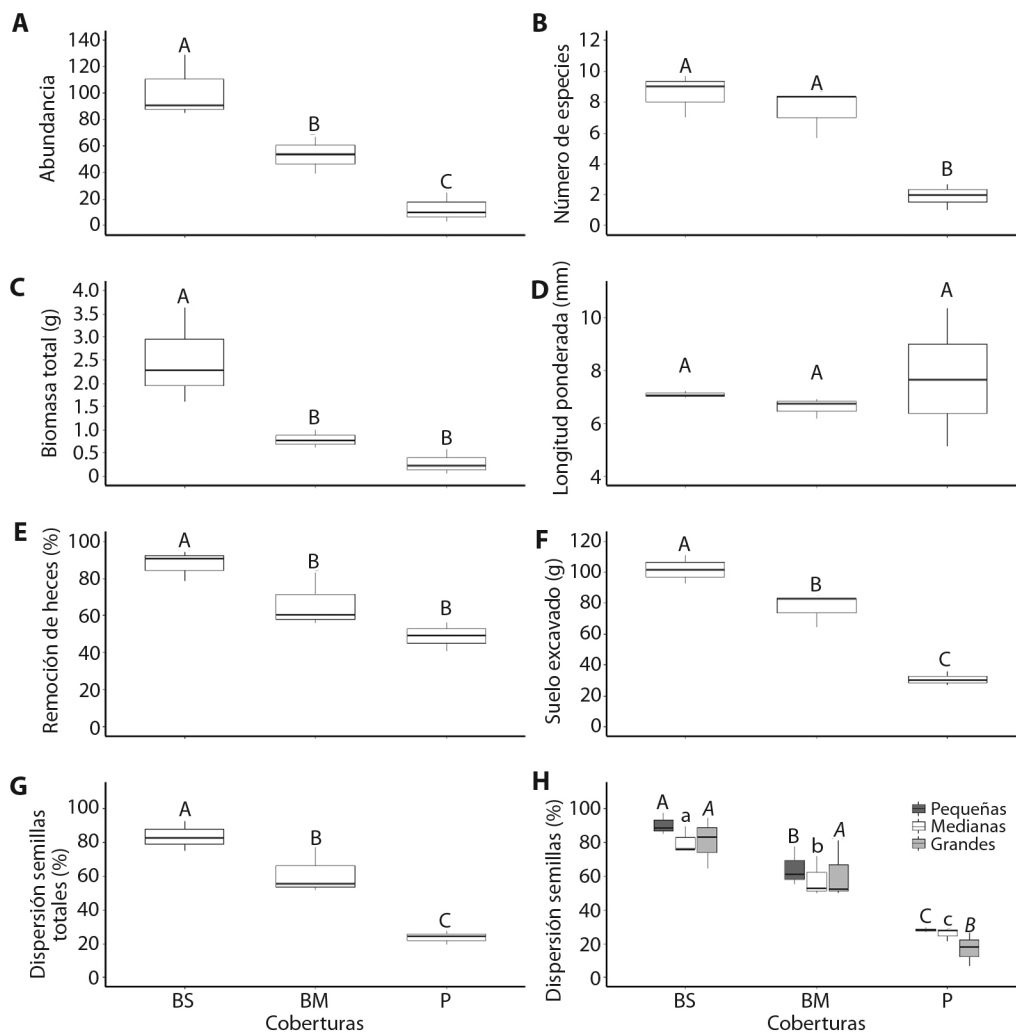 A
Abundancia
140
120
100
80
60
40
20
0
A
B
C
B
Número de especies
12
10
8
6
4
2
0
A
A
B
C
Biomasa total (g)
4.0
3.5
3.0
2.5
2.0
1.5
1.0
0.5
0
A
B
B
D
Longitud ponderada (mm)
10
8
6
4
A
A
A
E
Remoción de heces (%)
100
80
60
40
20
0
A
B
B
F
Suelo excavado (g)
120
100
80
60
40
20
0
A
B
C
G
Dispersión semillas
totales (%)
100
80
60
40
20
0
A
B
C
BS BM P
Coberturas
H
Dispersión semillas (%)
100
80
60
40
20
0
A a A
B b A
C c B
Pequeñas
Medianas
Grandes
BS BM P
Coberturas